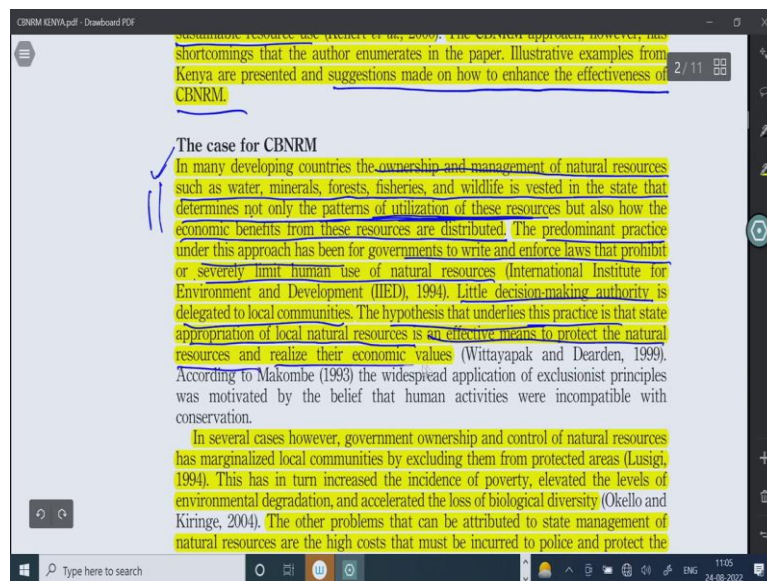 CBNRM KENYA.pdf - Drawboard PDF
sustainable resource use (Kellert et al., 2000). The CBNRM approach, however, has
shortcomings that the author enumerates in the paper. Illustrative examples from
Kenya are presented and suggestions made on how to enhance the effectiveness of
CBNRM.
2 / 11
The case for CBNRM
In many developing countries the ownership and management of natural resources
such as water, minerals, forests, fisheries, and wildlife is vested in the state that
determines not only the patterns of utilization of these resources but also how the
economic benefits from these resources are distributed. The predominant practice
under this approach has been for governments to write and enforce laws that prohibit
or severely limit human use of natural resources (International Institute for
Environment and Development (IIED), 1994). Little decision-making authority is
delegated to local communities. The hypothesis that underlies this practice is that state
appropriation of local natural resources is an effective means to protect the natural
resources and realize their economic values (Wittayapak and Dearden, 1999).
According to Makombe (1993) the widespread application of exclusionist principles
was motivated by the belief that human activities were incompatible with
conservation.
In several cases however, government ownership and control of natural resources
has marginalized local communities by excluding them from protected areas (Lusigi,
1994). This has in turn increased the incidence of poverty, elevated the levels of
environmental degradation, and accelerated the loss of biological diversity (Okello and
Kiringe, 2004). The other problems that can be attributed to state management of
natural resources are the high costs that must be incurred to police and protect the
Type here to search
ENG
11:05
24-08-2022